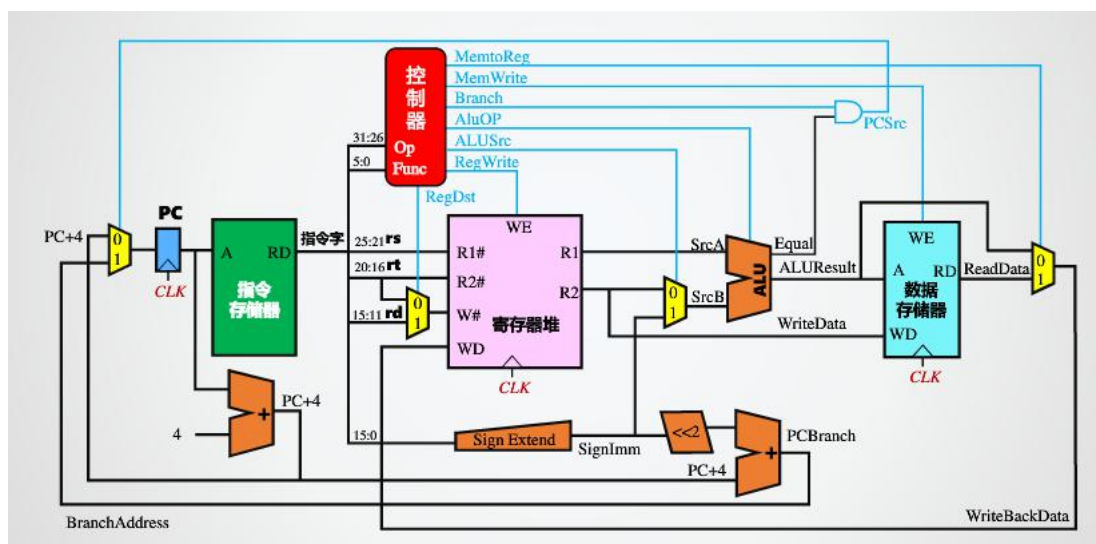 MemtoReg
MemWrite
Branch
AluOP
ALUSrc
RegWrite
RegDst
控制器
Op
Func
31:26
5:0
PCSrc
PC+4
0
1
PC
CLK
A
RD
指令存储器
指令字
25:21 rs
20:16 rt
15:11 rd
0
1
WE
R1#
R2#
W#
WD
R1
R2
寄存器堆
CLK
SrcA
0
1
SrcB
ALU
Equal
ALUResult
WriteData
WE
A
RD
数据存储器
WD
CLK
ReadData
0
1
4
+
PC+4
15:0
Sign Extend
SignImm
<<2
+
PCBranch
PC+4
BranchAddress
WriteBackData